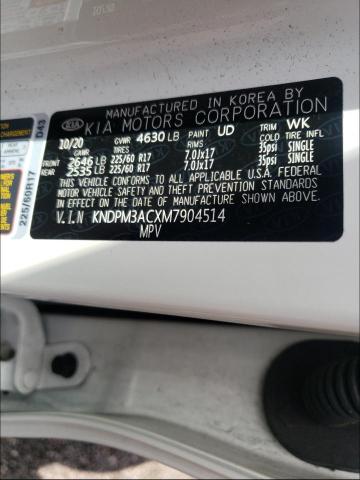 MANUFACTURED IN KOREA BY
KIA KIA MOTORS CORPORATION
10/20 GVWR 4630 LB PAINT UD TRIM WK
TIRES RIMS COLD TIRE INFL
FRONT 2646 LB 225/60 R17 7.0Jx17 35psi SINGLE
REAR 2535 LB 225/60 R17 7.0Jx17 35psi SINGLE
THIS VEHICLE CONFORMS TO ALL APPLICABLE U.S.A. FEDERAL
MOTOR VEHICLE SAFETY AND THEFT PREVENTION STANDARDS
IN EFFECT ON THE DATE OF MANUFACTURE SHOWN ABOVE.
V.I.N KNDPM3ACXM7904514
MPV
D43
225/60R17